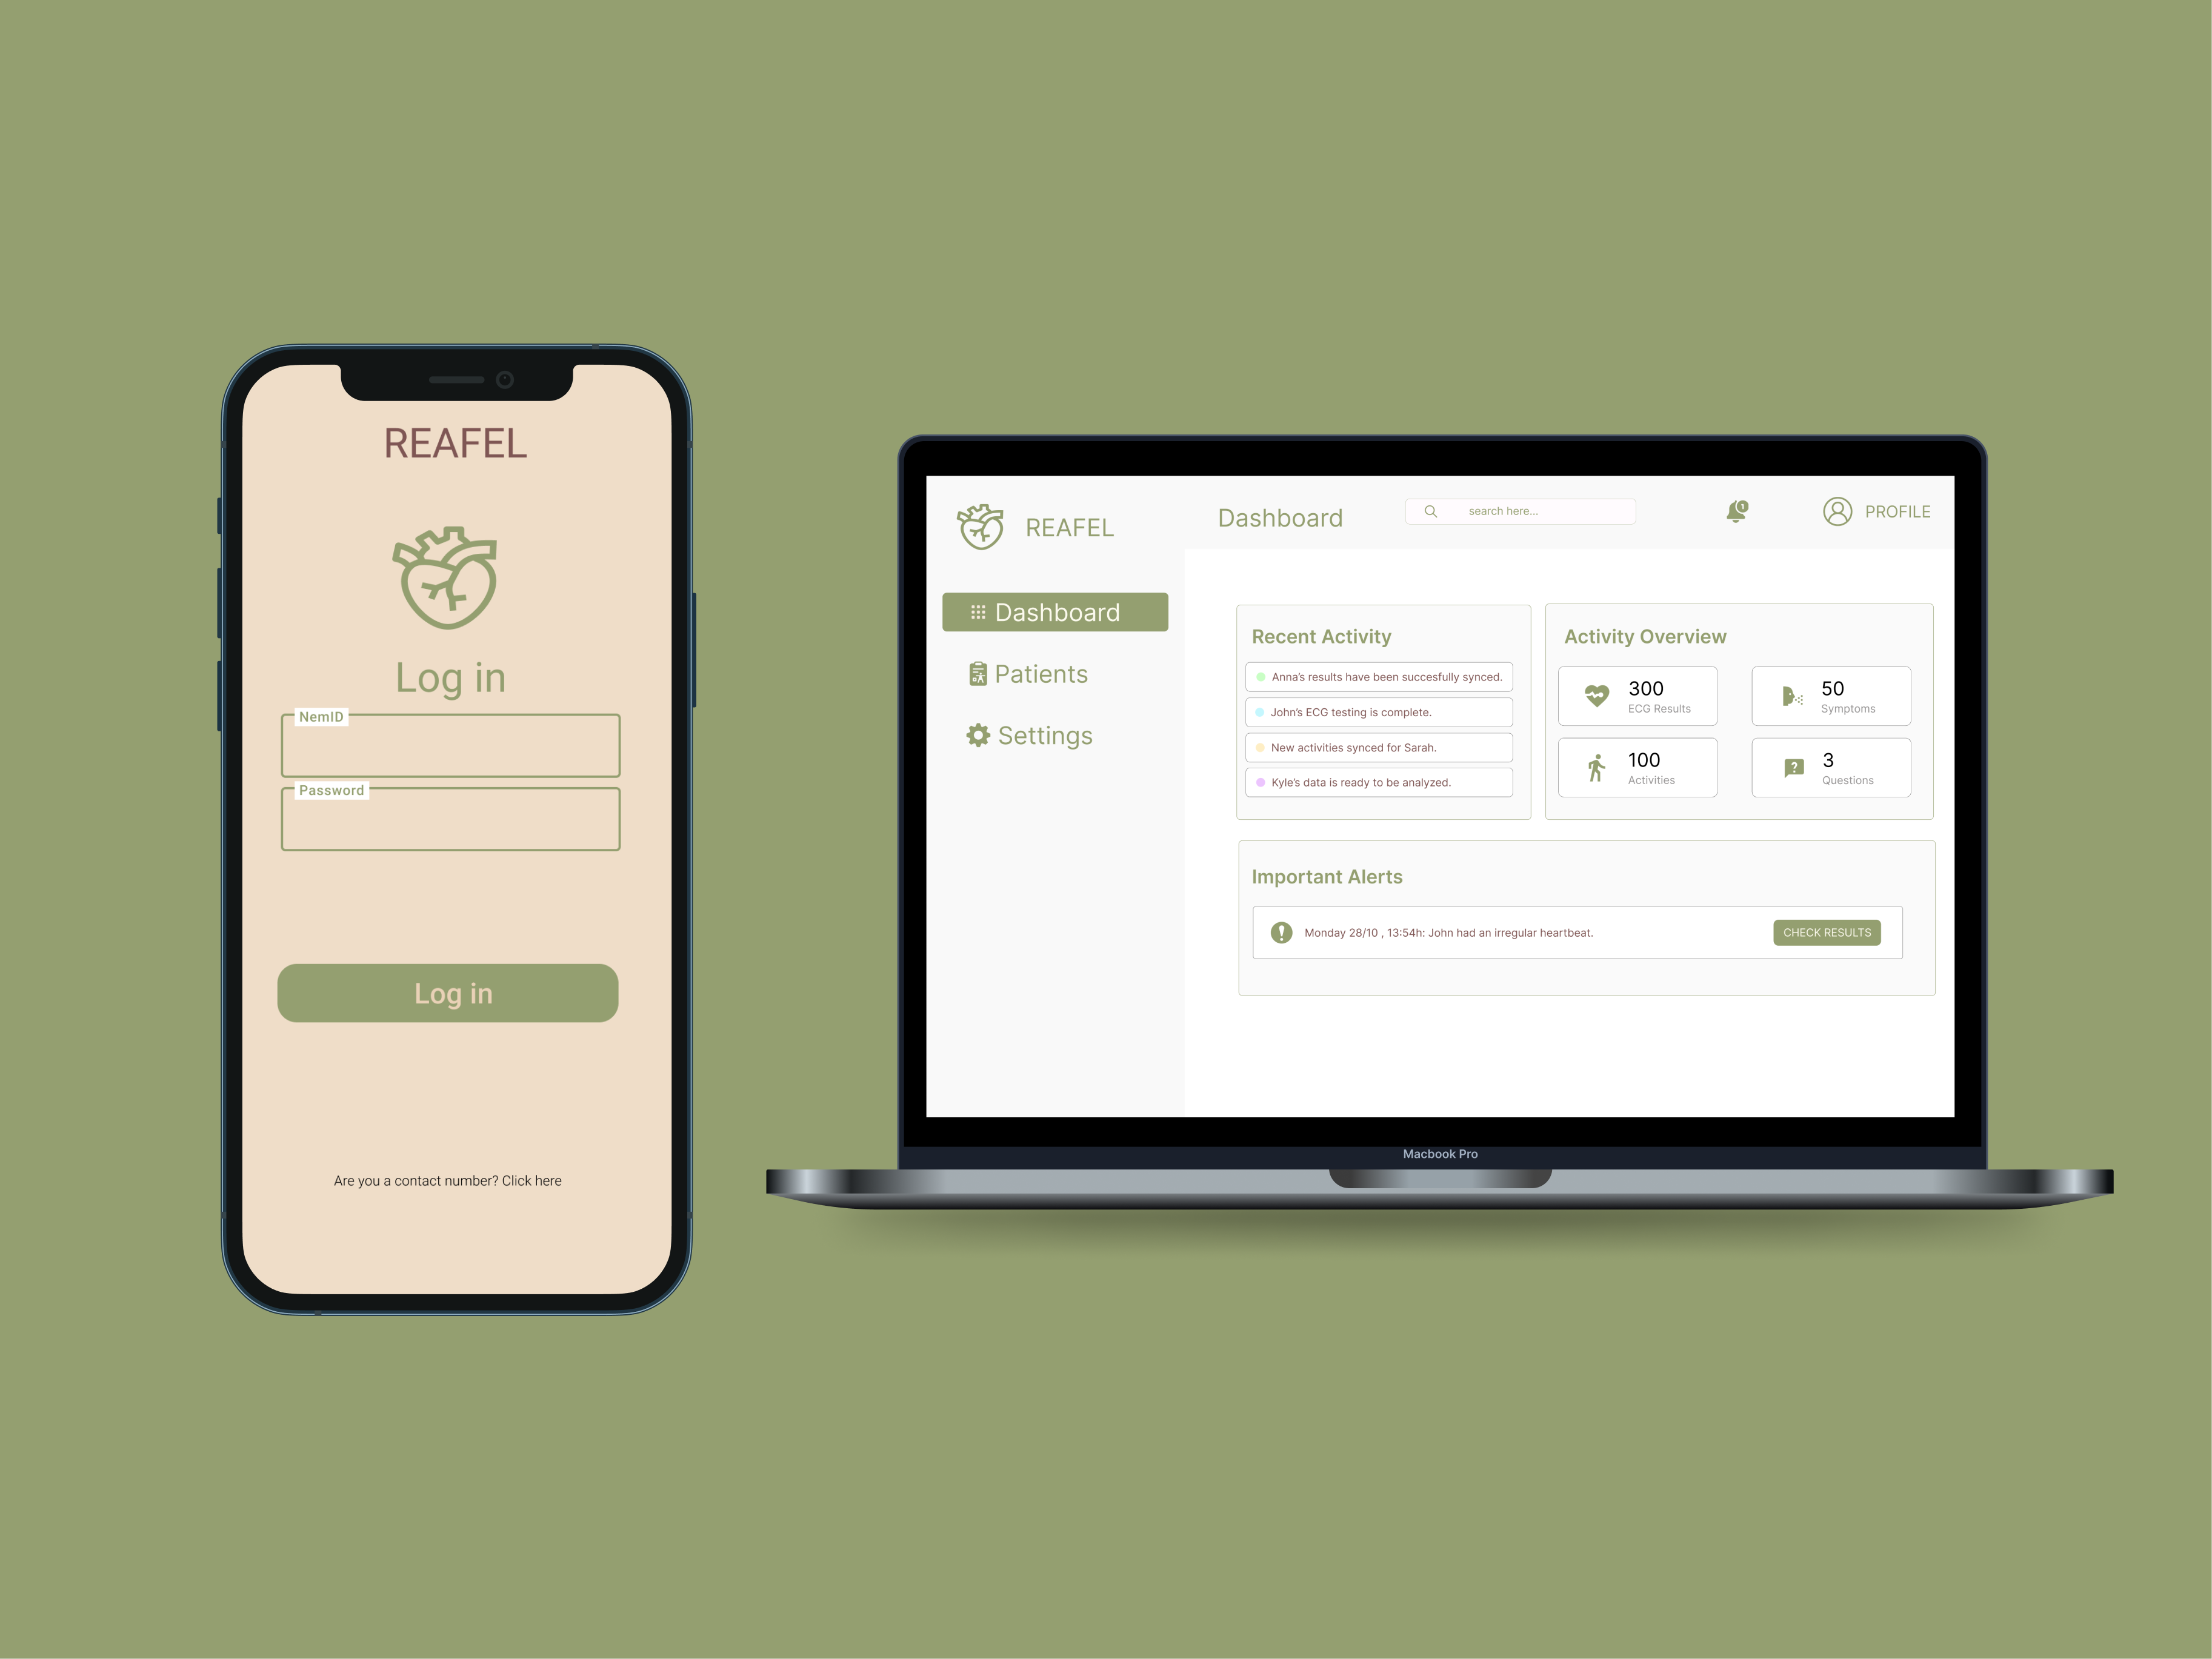 REAFEL
Log in
NemID
Password
Log in
Are you a contact number? Click here
REAFEL
Dashboard
search here...
1
PROFILE
Dashboard
Patients
Settings
Recent Activity
Anna's results have been succesfully synced.
John's ECG testing is complete.
New activities synced for Sarah.
Kyle's data is ready to be analyzed.
Activity Overview
300
ECG Results
50
Symptoms
100
Activities
?
3
Questions
Important Alerts
Monday 28/10 , 13:54h: John had an irregular heartbeat.
CHECK RESULTS
Macbook Pro